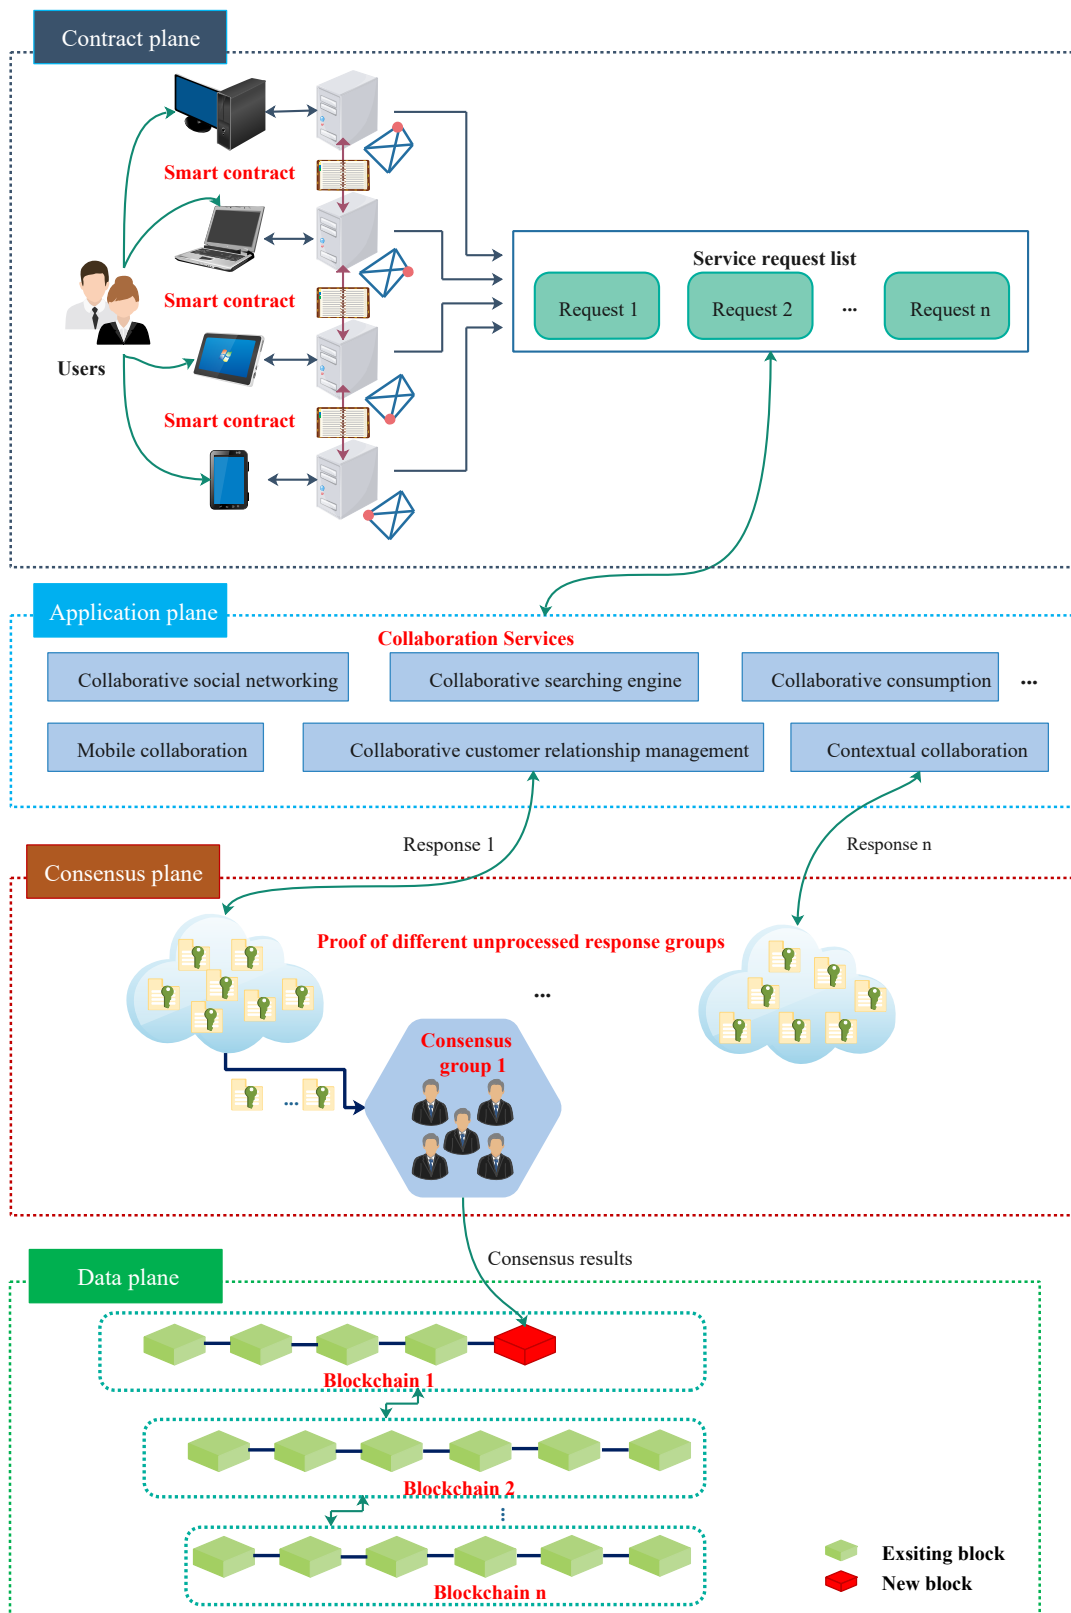 Contract plane
Smart contract
Smart contract
Users
Smart contract
Service request list
Request 1
Request 2
...
Request n
Application plane
Collaboration Services
Collaborative social networking
Collaborative searching engine
Collaborative consumption
...
Mobile collaboration
Collaborative customer relationship management
Contextual collaboration
Response 1
Response n
Consensus plane
Proof of different unprocessed response groups
...
Consensus
group 1
...
Consensus results
Data plane
Blockchain 1
Blockchain 2
...
Blockchain n
Exsiting block
New block